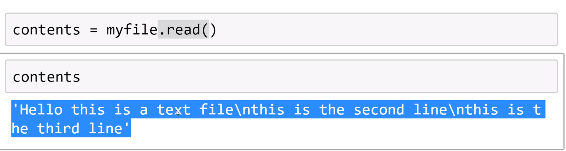 contents = myfile.read()
contents
'Hello this is a text file\nthis is the second line\nthis is t
he third line'